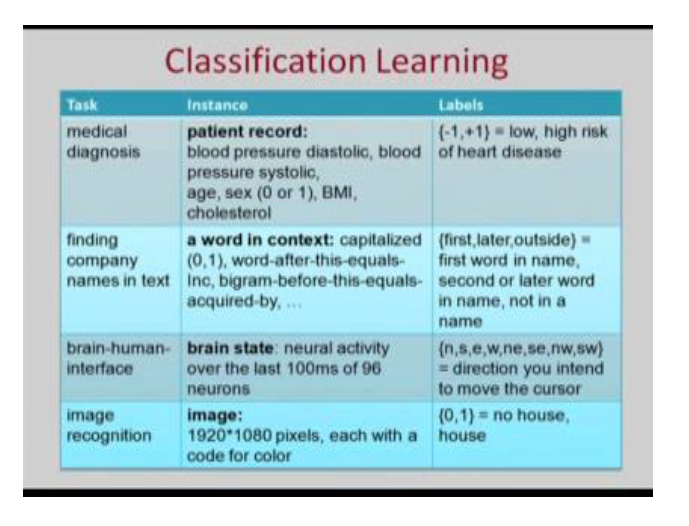 Classification Learning
Task Instance Labels
medical patient record: {-1,+1} = low, high risk
diagnosis blood pressure diastolic, blood of heart disease
pressure systolic,
age, sex (0 or 1), BMI,
cholesterol
finding a word in context: capitalized {first,later,outside} =
company (0,1), word-after-this-equals- first word in name,
names in text Inc, bigram-before-this-equals- second or later word
acquired-by, ... in name, not in a
name
brain-human- brain state: neural activity {n,s,e,w,ne,se,nw,sw}
interface over the last 100ms of 96 = direction you intend
neurons to move the cursor
image image: {0,1} = no house,
recognition 1920*1080 pixels, each with a house
code for color